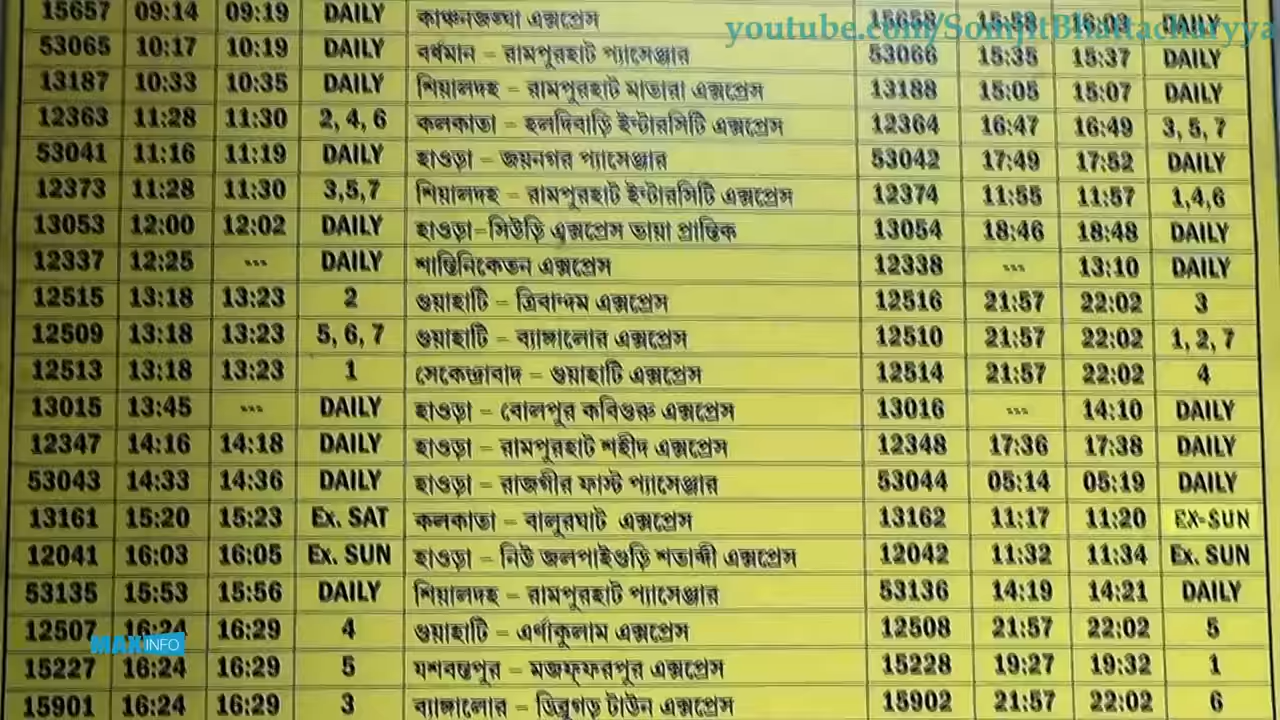 youtube.com/SomjitBhattacharyya
15657 09:14 09:19 DAILY কাঞ্চনজঙ্ঘা এক্সপ্রেস 15658 DAILY
53065 10:17 10:19 DAILY বর্ধমান – রামপুরহাট প্যাসেঞ্জার 53066 15:35 15:37 DAILY
13187 10:33 10:35 DAILY শিয়ালদহ – রামপুরহাট মাতারা এক্সপ্রেস 13188 15:05 15:07 DAILY
12363 11:28 11:30 2, 4, 6 কলকাতা – হলদিবাড়ি ইন্টারসিটি এক্সপ্রেস 12364 16:47 16:49 3, 5, 7
53041 11:16 11:19 DAILY হাওড়া – জয়নগর প্যাসেঞ্জার 53042 17:49 17:52 DAILY
12373 11:28 11:30 3,5,7 শিয়ালদহ – রামপুরহাট ইন্টারসিটি এক্সপ্রেস 12374 11:55 11:57 1,4,6
13053 12:00 12:02 DAILY হাওড়া–সিউড়ি এক্সপ্রেস ভায়া প্রান্তিক 13054 18:46 18:48 DAILY
12337 12:25 --- DAILY শান্তিনিকেতন এক্সপ্রেস 12338 --- 13:10 DAILY
12515 13:18 13:23 2 গুয়াহাটি – ত্রিবান্দম এক্সপ্রেস 12516 21:57 22:02 3
12509 13:18 13:23 5, 6, 7 গুয়াহাটি – ব্যাঙ্গালোর এক্সপ্রেস 12510 21:57 22:02 1, 2, 7
12513 13:18 13:23 1 সেকেন্দ্রাবাদ – গুয়াহাটি এক্সপ্রেস 12514 21:57 22:02 4
13015 13:45 --- DAILY হাওড়া – বোলপুর কবিগুরু এক্সপ্রেস 13016 --- 14:10 DAILY
12347 14:16 14:18 DAILY হাওড়া – রামপুরহাট শহীদ এক্সপ্রেস 12348 17:36 17:38 DAILY
53043 14:33 14:36 DAILY হাওড়া – রাজগীর ফাস্ট প্যাসেঞ্জার 53044 05:14 05:19 DAILY
13161 15:20 15:23 Ex. SAT কলকাতা – বালুরঘাট এক্সপ্রেস 13162 11:17 11:20 EX-SUN
12041 16:03 16:05 Ex. SUN হাওড়া – নিউ জলপাইগুড়ি শতাব্দী এক্সপ্রেস 12042 11:32 11:34 Ex. SUN
53135 15:53 15:56 DAILY শিয়ালদহ – রামপুরহাট প্যাসেঞ্জার 53136 14:19 14:21 DAILY
12507 16:24 16:29 4 গুয়াহাটি – এর্ণাকুলাম এক্সপ্রেস 12508 21:57 22:02 5
MAX INFO
15227 16:24 16:29 5 যশবন্তপুর – মজফ্ফরপুর এক্সপ্রেস 15228 19:27 19:32 1
15901 16:24 16:29 3 ব্যাঙ্গালোর – ডিব্রুগড় টাউন এক্সপ্রেস 15902 21:57 22:02 6